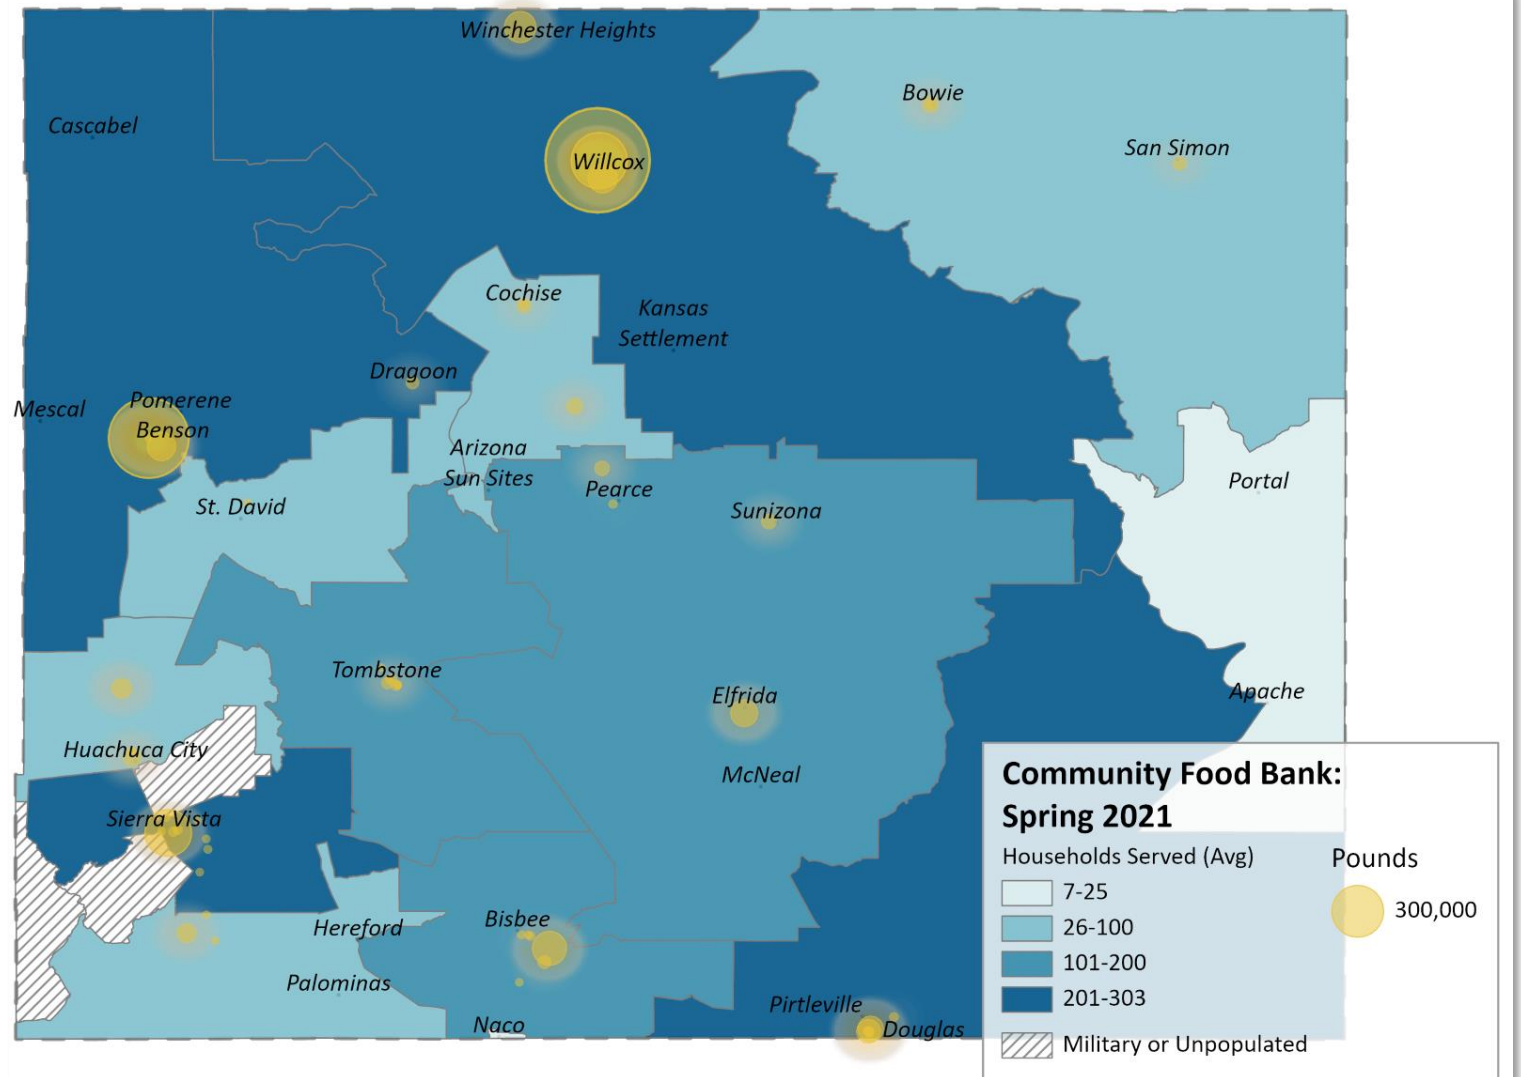 Winchester Heights
Bowie
Cascabel
San Simon
Willcox
Cochise
Kansas
Settlement
Dragoon
Pomerene
Mescal
Benson
Arizona
Sun Sites
Portal
Pearce
St. David
Sunizona
Tombstone
Elfrida
Apache
Huachuca City
McNeal
Sierra Vista
Hereford
Bisbee
Palominas
Pirtleville
Naco
Douglas
Community Food Bank:
Spring 2021
Households Served (Avg)
7-25
26-100
101-200
201-303
Military or Unpopulated
Pounds
300,000